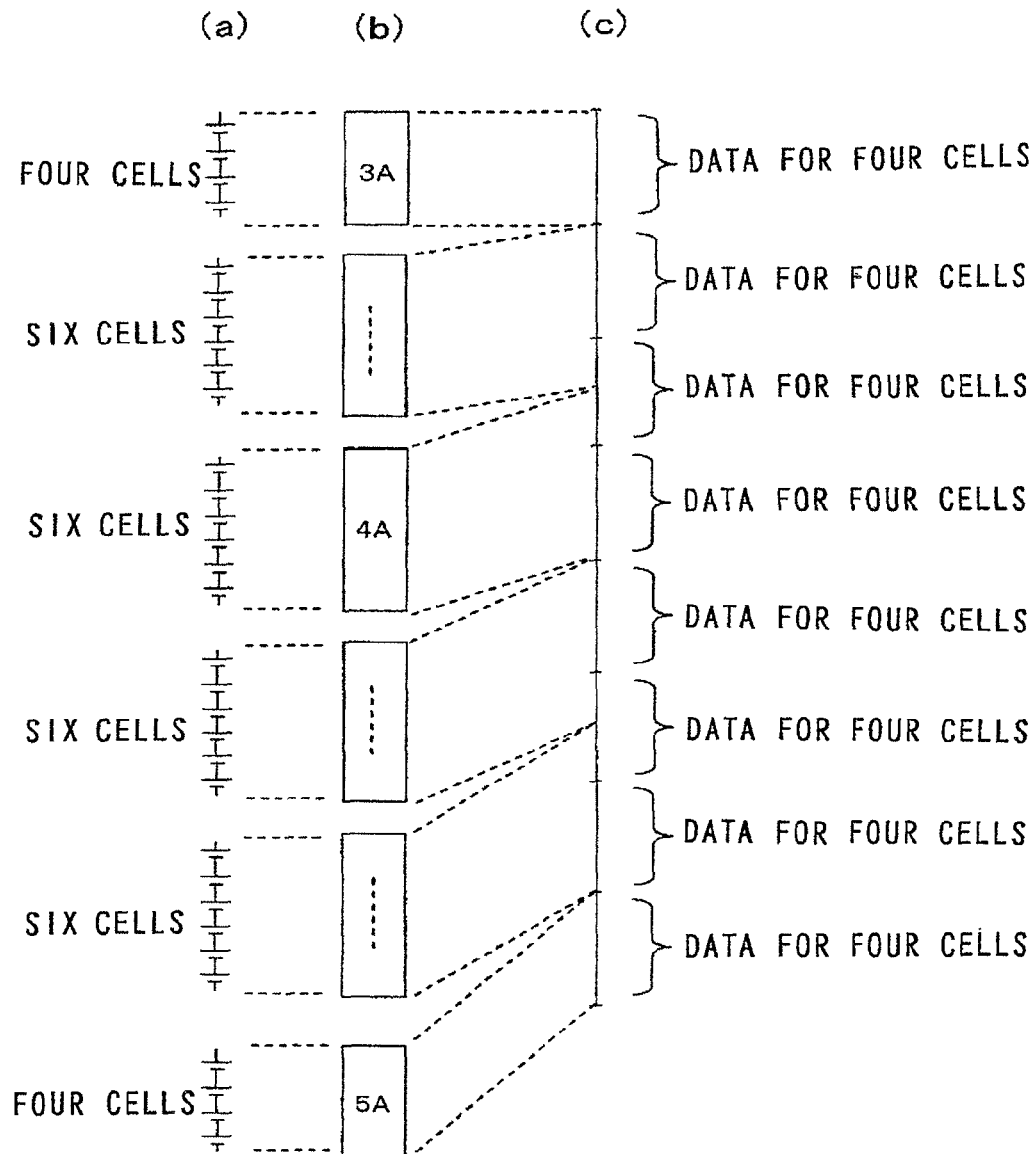 (a) (b) (c)
FOUR CELLS 3A DATA FOR FOUR CELLS
DATA FOR FOUR CELLS
SIX CELLS
DATA FOR FOUR CELLS
SIX CELLS 4A DATA FOR FOUR CELLS
DATA FOR FOUR CELLS
SIX CELLS DATA FOR FOUR CELLS
DATA FOR FOUR CELLS
SIX CELLS
DATA FOR FOUR CELLS
FOUR CELLS 5A